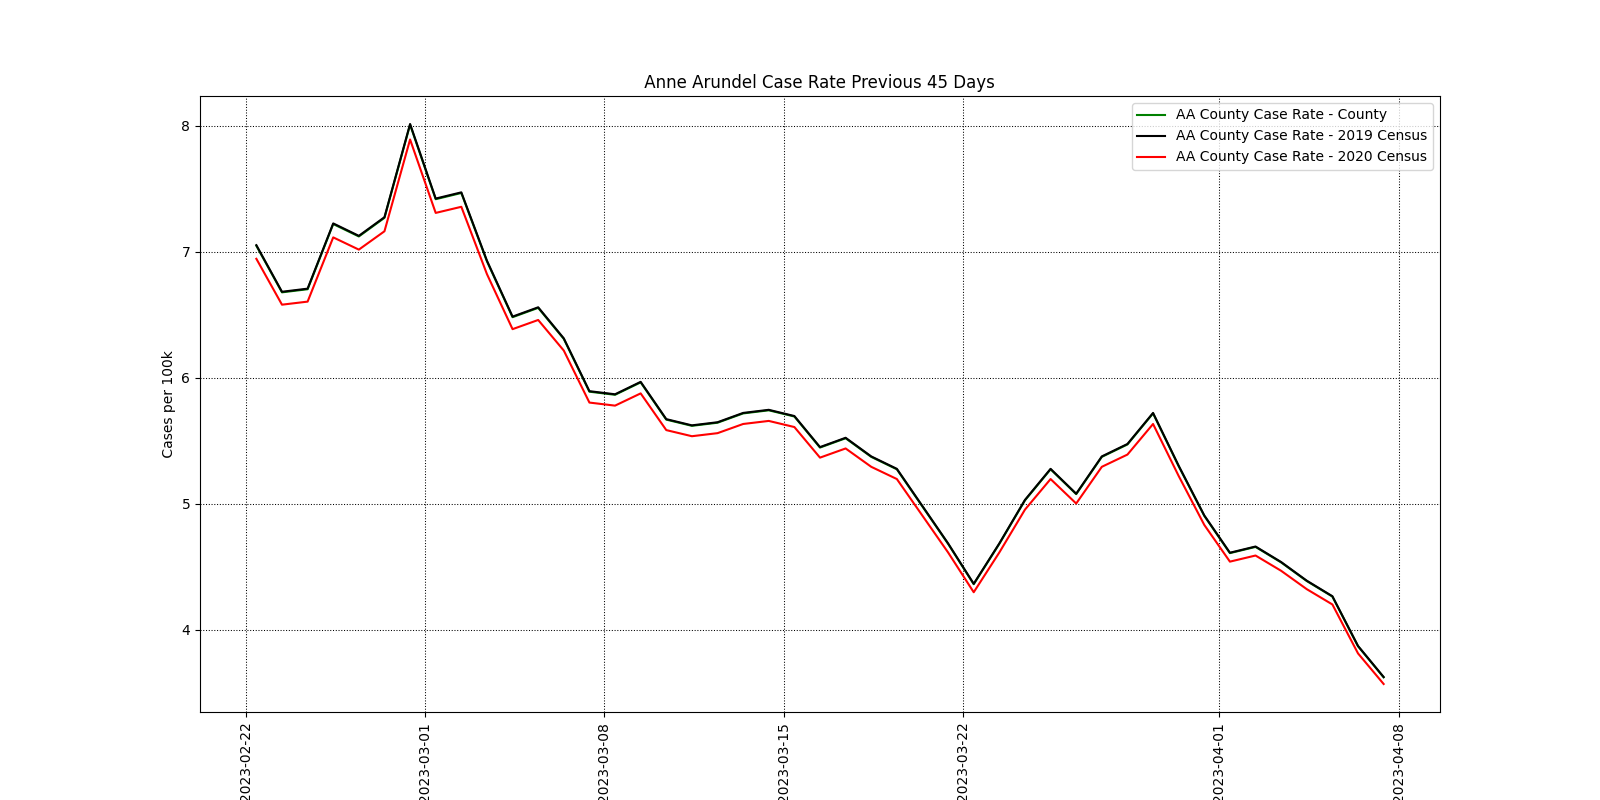 Anne Arundel Case Rate Previous 45 Days
AA County Case Rate - County
AA County Case Rate - 2019 Census
AA County Case Rate - 2020 Census
8
7
6
5
4
Cases per 100k
2023-02-22
2023-03-01
2023-03-08
2023-03-15
2023-03-22
2023-04-01
2023-04-08